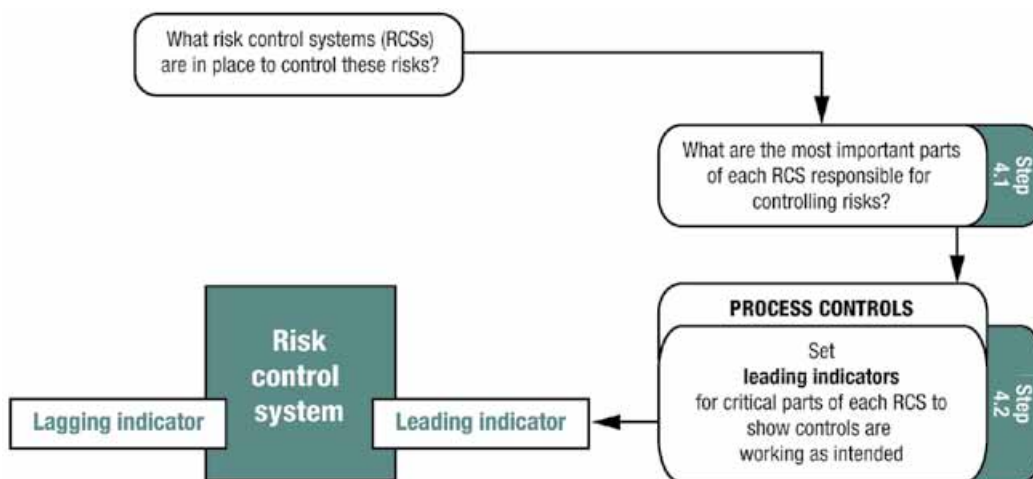 What risk control systems (RCSs)
are in place to control these risks?
What are the most important parts
of each RCS responsible for
controlling risks?
Step
4.1
PROCESS CONTROLS
Set
leading indicators
for critical parts of each RCS to
show controls are
working as intended
Step
4.2
Risk
control
system
Lagging indicator
Leading indicator